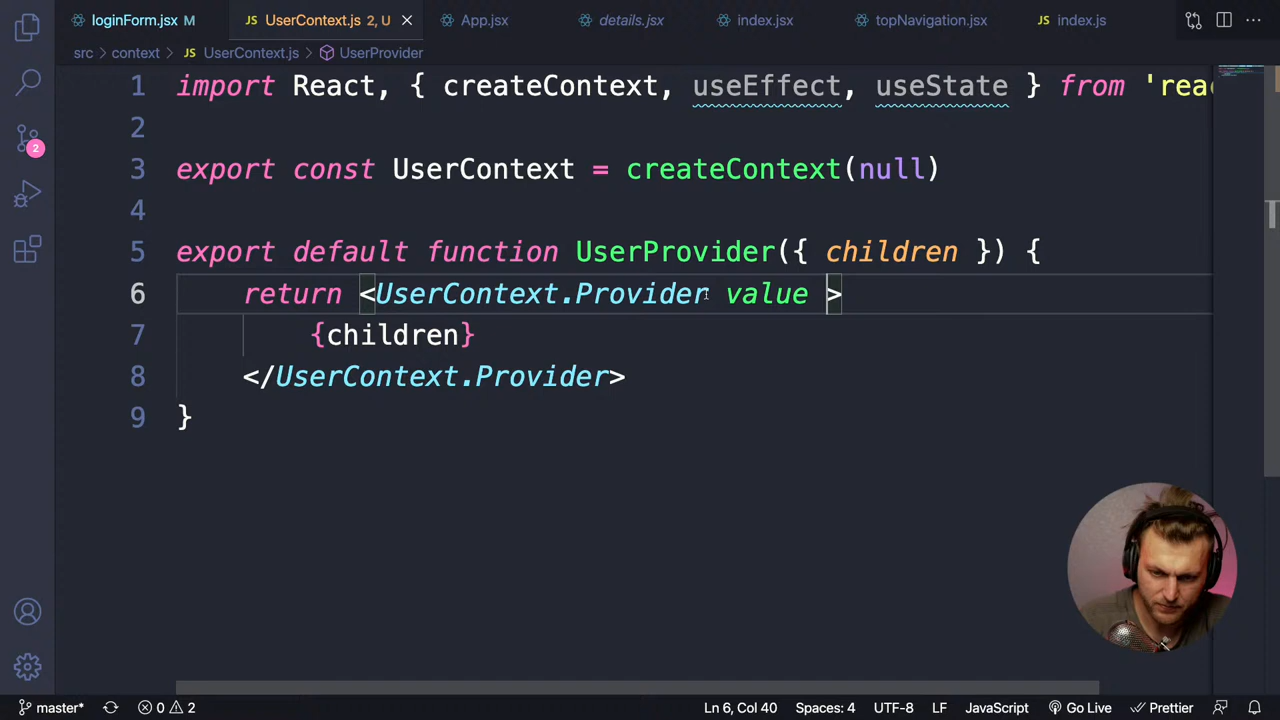 loginForm.jsx M
UserContext.js 2, U
App.jsx
details.jsx
index.jsx
topNavigation.jsx
index.js
src > context > JS UserContext.js > UserProvider
1 import React, { createContext, useEffect, useState } from 'reac
2
3 export const UserContext = createContext(null)
4
5 export default function UserProvider({ children }) {
6 return <UserContext.Provider value >
7 {children}
8 </UserContext.Provider>
9 }
2
master* 0 2 Ln 6, Col 40 Spaces: 4 UTF-8 LF JavaScript Go Live Prettier